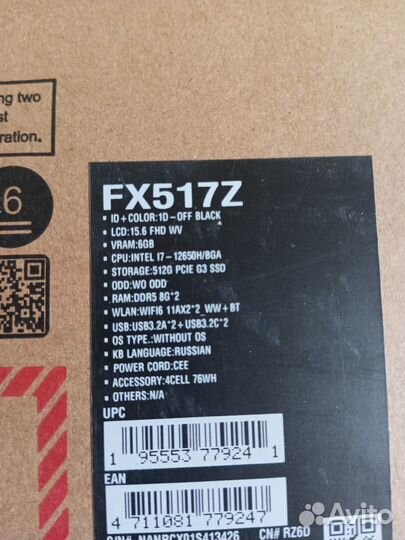 ng two
st
ration.
6
FX517Z
▪ ID+COLOR:1D-OFF BLACK
▪ LCD:15.6 FHD WV
▪ VRAM:6GB
▪ CPU:INTEL I7-12650H/BGA
▪ STORAGE:512G PCIE G3 SSD
▪ ODD:WO ODD
▪ RAM:DDR5 8G*2
▪ WLAN:WIFI6 11AX2*2_WW+BT
▪ USB:USB3.2A*2+USB3.2C*2
▪ OS TYPE.:WITHOUT OS
▪ KB LANGUAGE:RUSSIAN
▪ POWER CORD:CEE
▪ ACCESSORY:4CELL 76WH
▪ OTHERS:N/A
UPC
1 95553 77924 1
EAN
4 711081 779247
S/N# NANRCX01S413426 CN# RZ6D
Avito